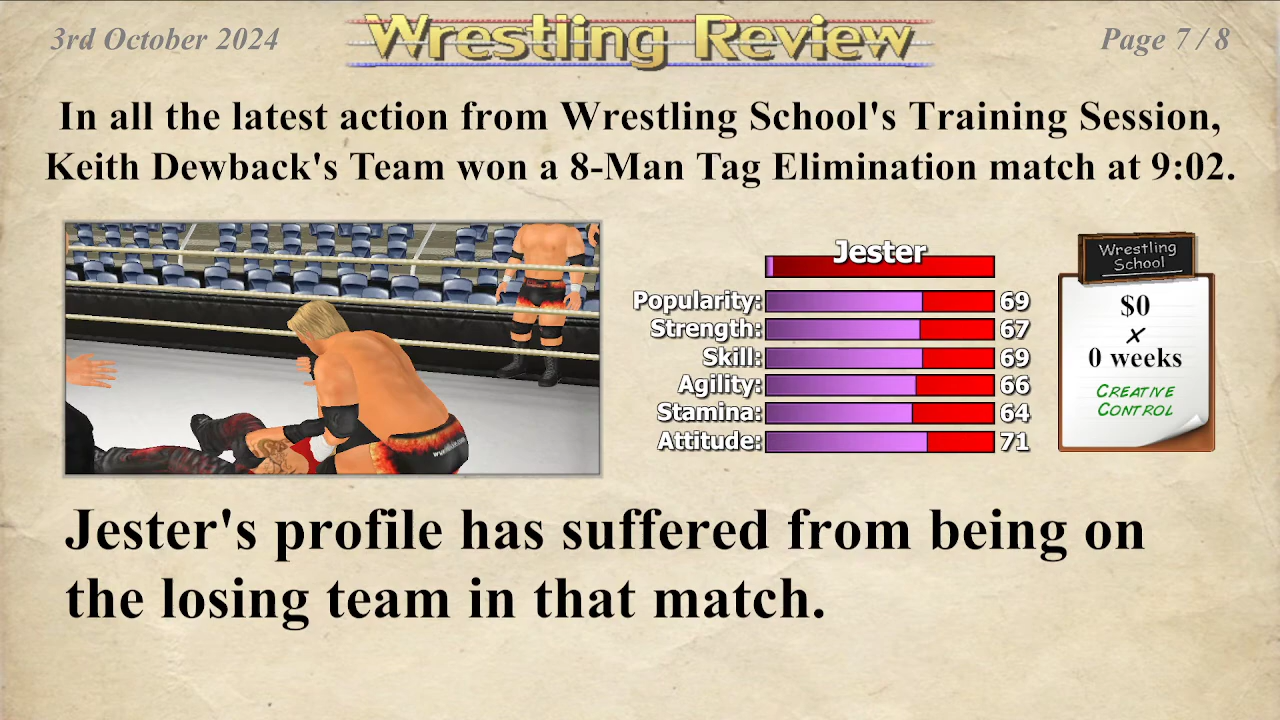 3rd October 2024
Wrestling Review
Page 7 / 8
In all the latest action from Wrestling School's Training Session,
Keith Dewback's Team won a 8-Man Tag Elimination match at 9:02.
Jester
Popularity: 69
Strength: 67
Skill: 69
Agility: 66
Stamina: 64
Attitude: 71
Wrestling
School
$0
x
0 weeks
CREATIVE
CONTROL
Jester's profile has suffered from being on
the losing team in that match.